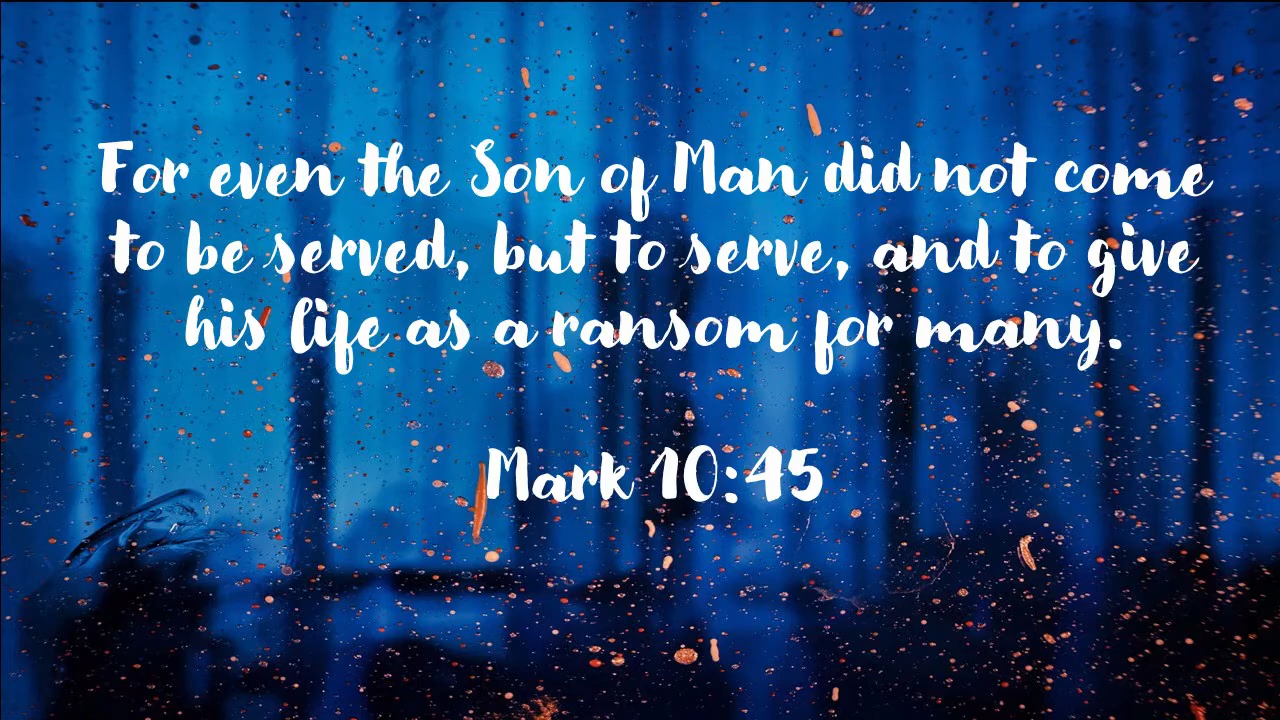 For even the Son of Man did not come
to be served, but to serve, and to give
his life as a ransom for many.
Mark 10:45